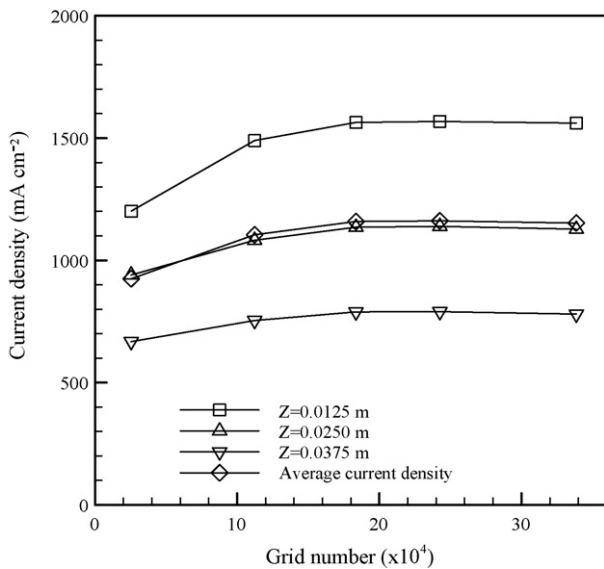 2000
1500
1000
500
0
Current density (mA cm⁻²)
Z=0.0125 m
Z=0.0250 m
Z=0.0375 m
Average current density
0 10 20 30
Grid number (x10⁴)